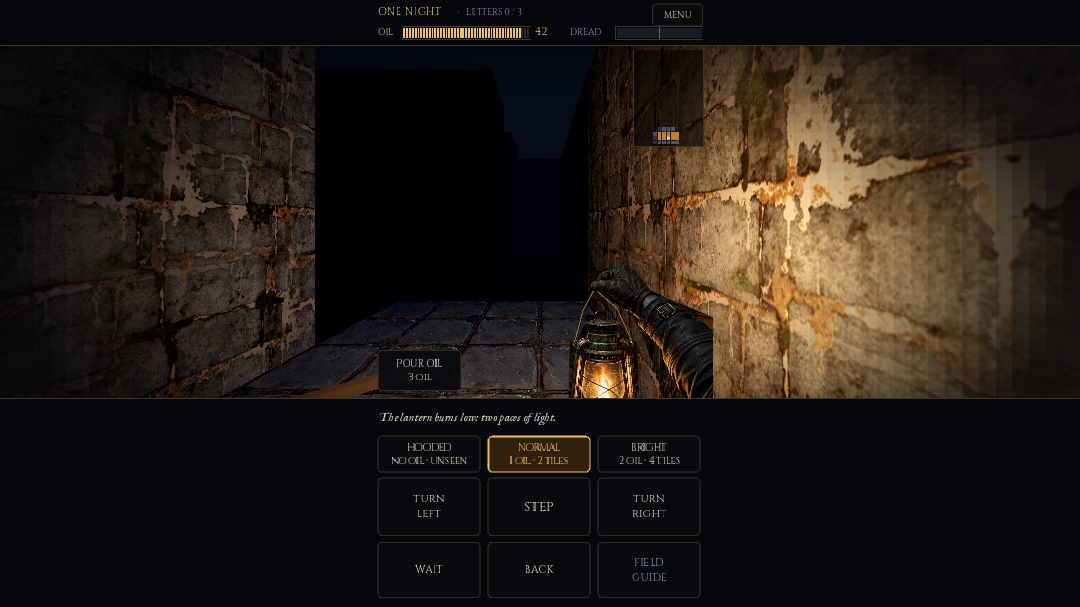 ONE NIGHT · LETTERS 0 / 3
MENU
OIL 42 DREAD
POUR OIL
3 OIL
The lantern burns low: two paces of light.
HOODED
NO OIL · UNSEEN
NORMAL
1 OIL · 2 TILES
BRIGHT
2 OIL · 4 TILES
TURN
LEFT
STEP
TURN
RIGHT
WAIT
BACK
FIELD
GUIDE